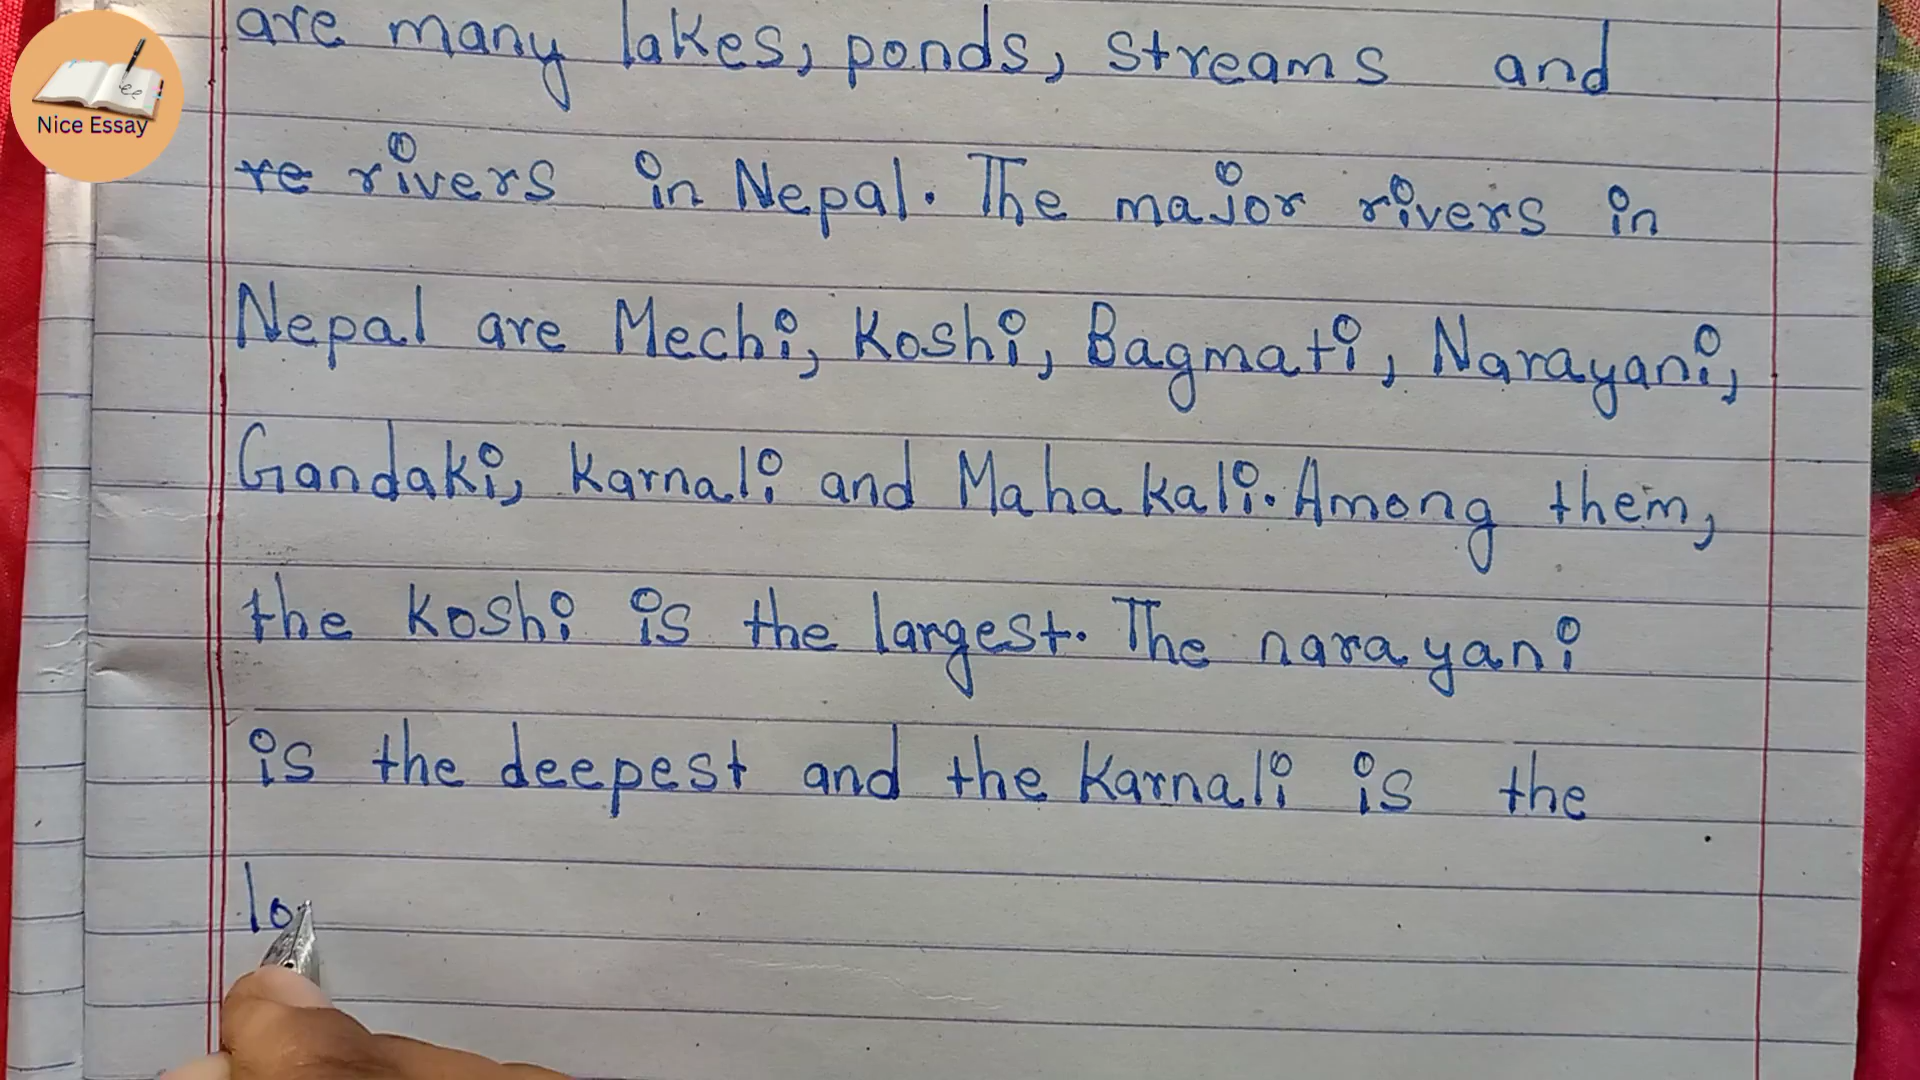 Nice Essay
are many lakes, ponds, streams and
re rivers in Nepal. The major rivers in
Nepal are Mechi, Koshi, Bagmati, Narayani,
Gandaki, Karnali and Mahakali. Among them,
the Koshi is the largest. The narayani
is the deepest and the Karnali is the
lo